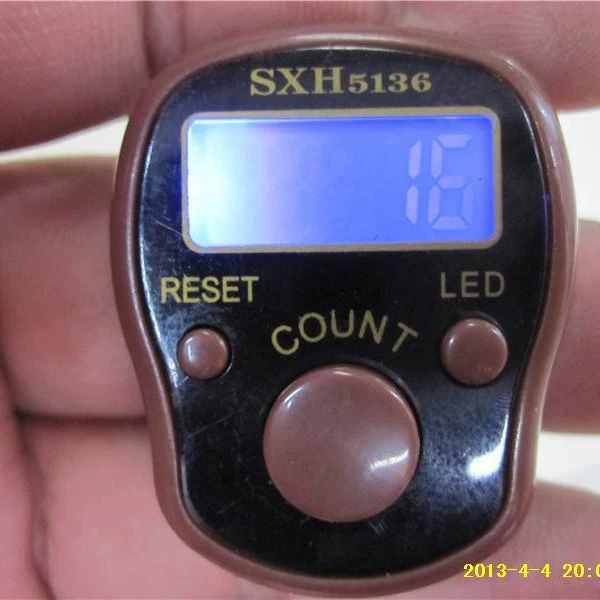 SXH5136
16
RESET
LED
COUNT
2013-4-4 20:0